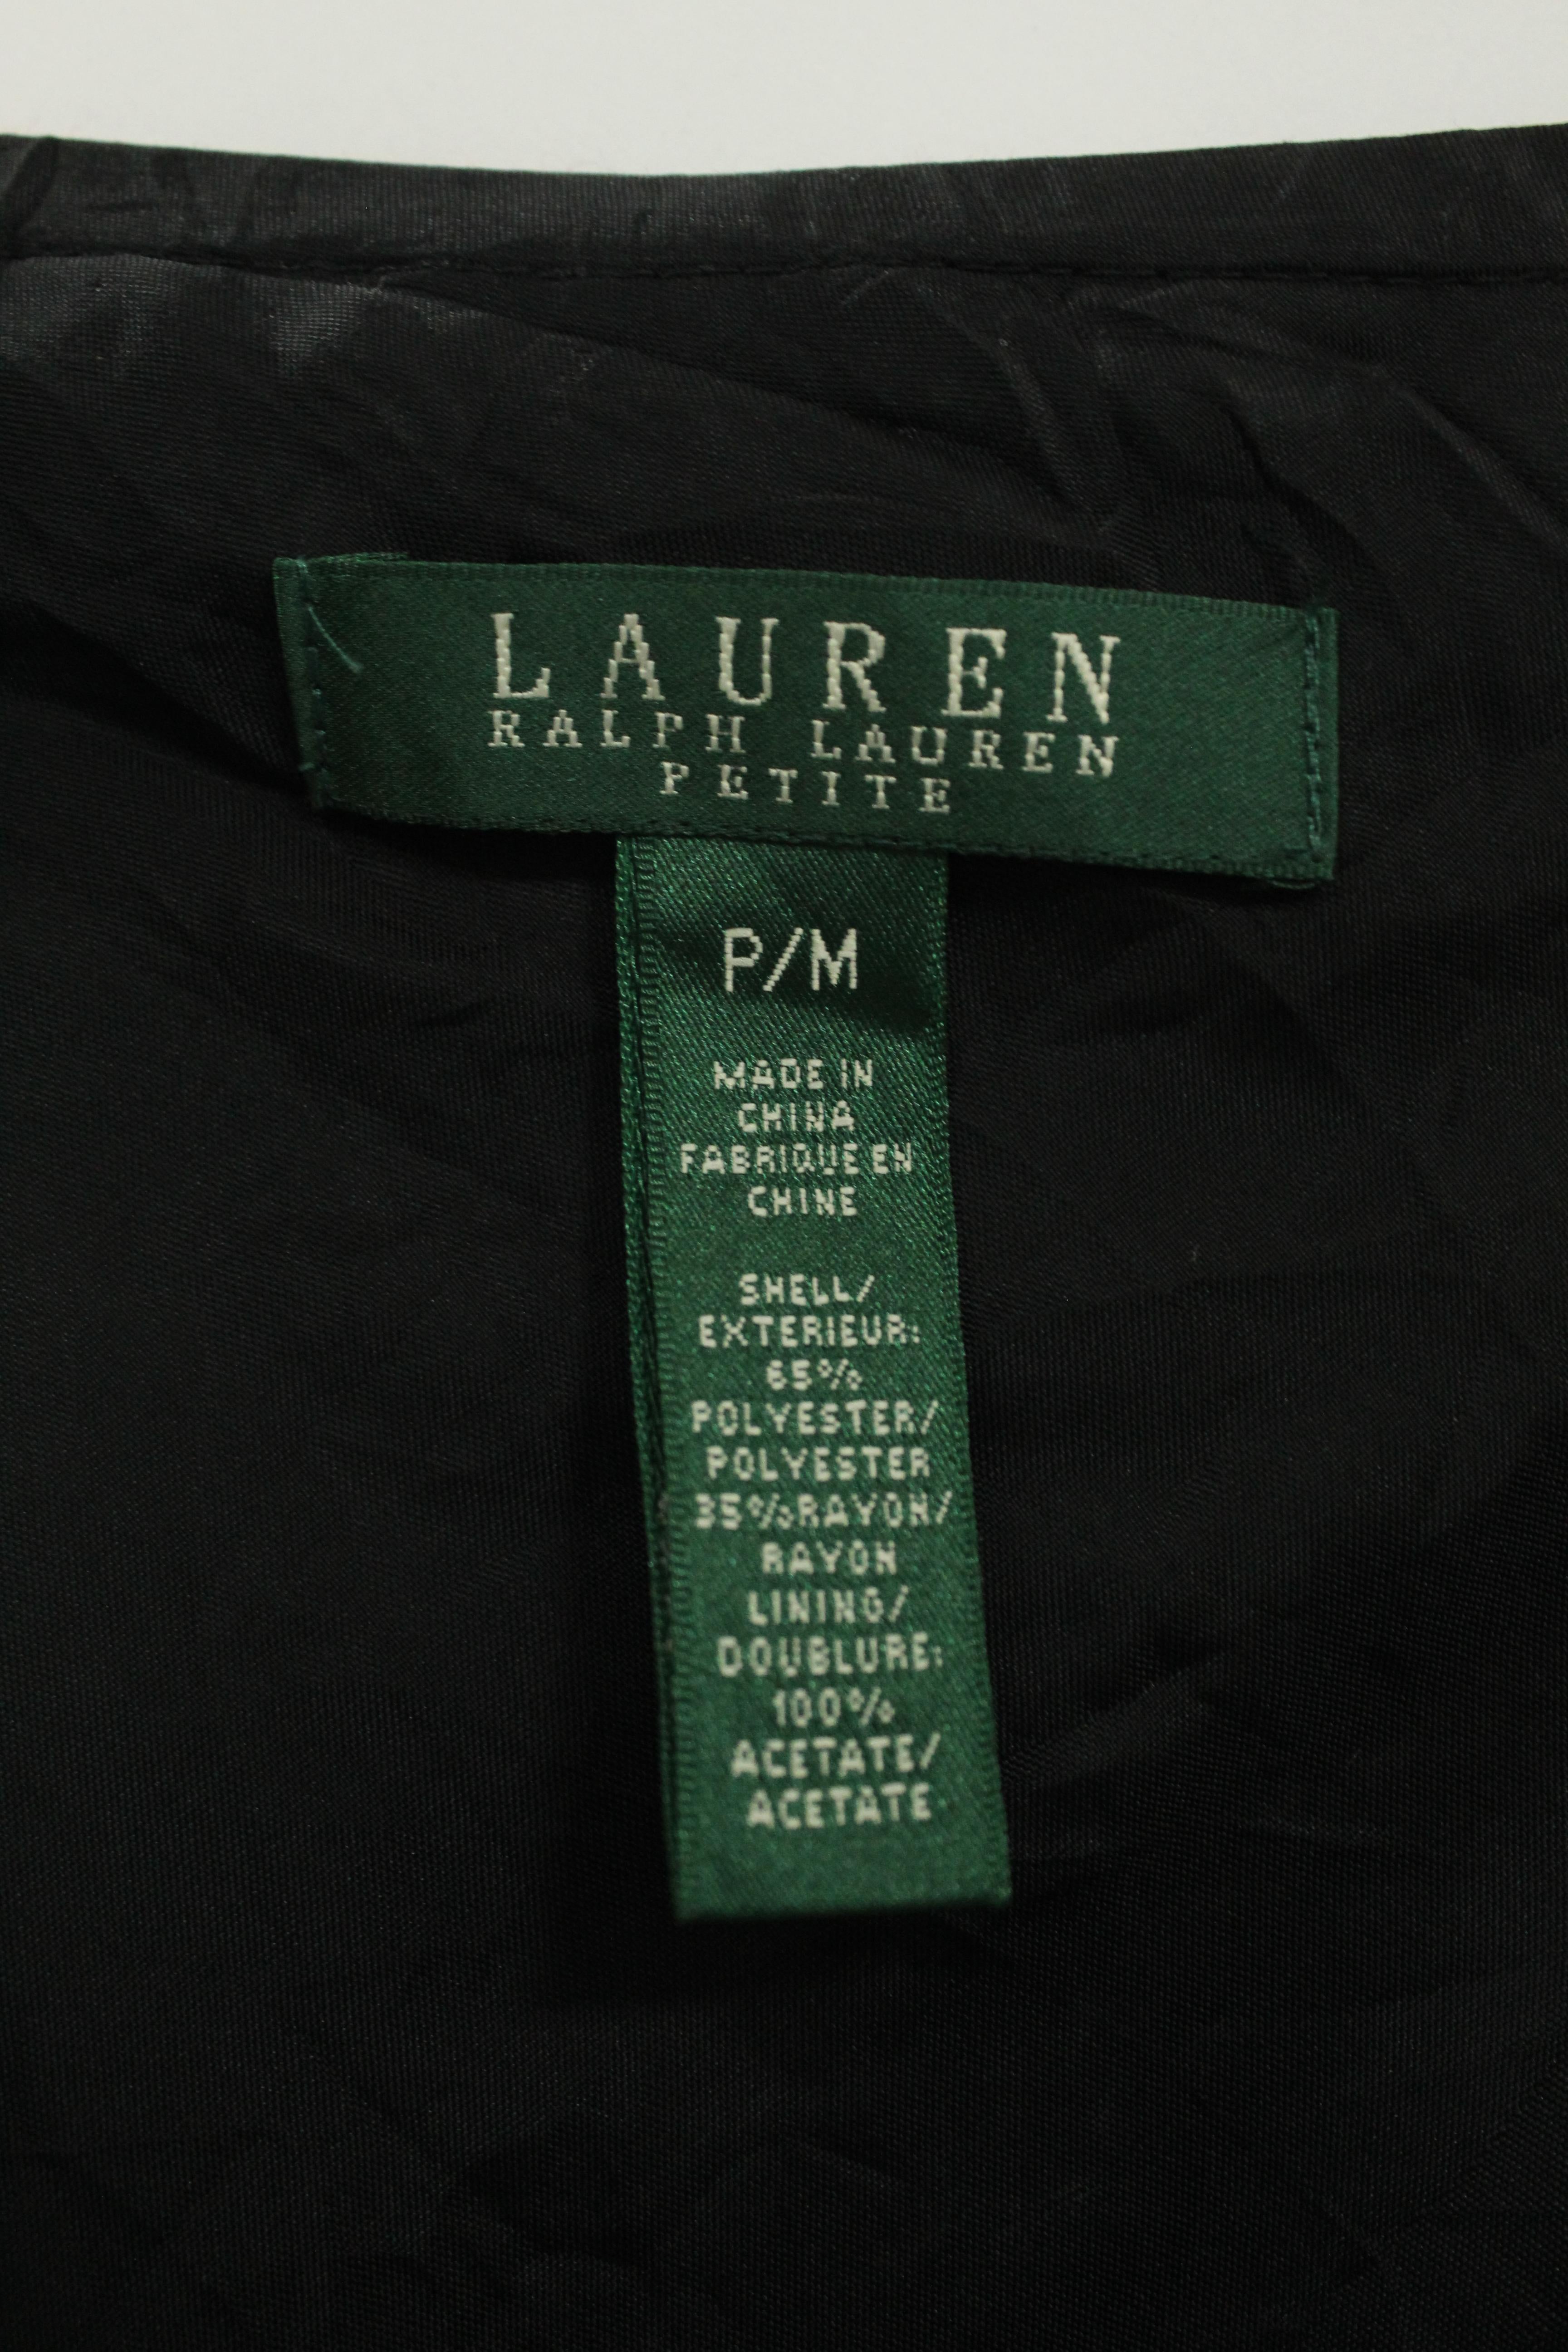 LAUREN
RALPH LAUREN
PETITE
P/M
MADE IN
CHINA
FABRIQUE EN
CHINE
SHELL/
EXTERIEUR:
65%
POLYESTER/
POLYESTER
35%RAYON/
RAYON
LINING/
DOUBLURE:
100%
ACETATE/
ACETATE